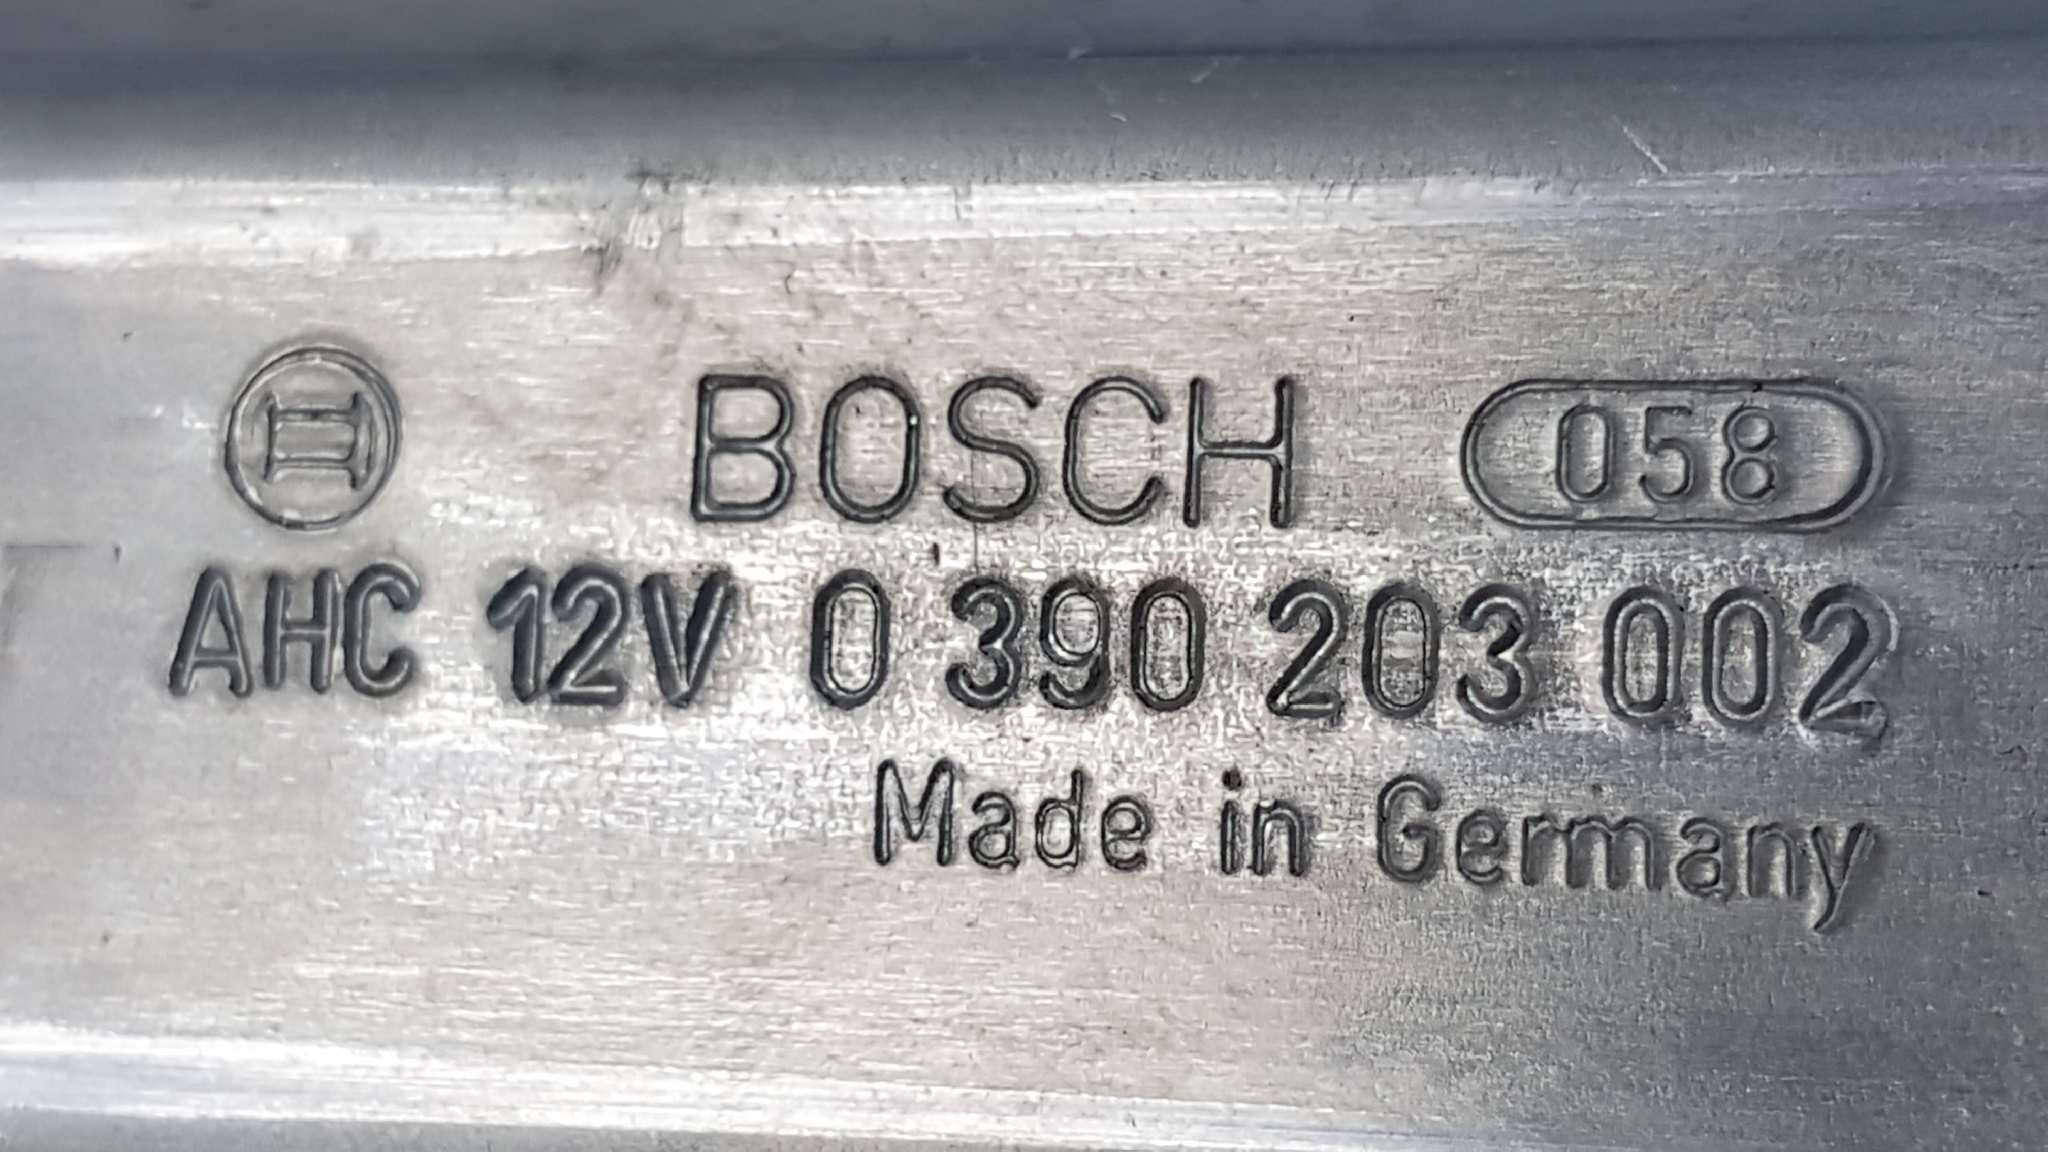 BOSCH 058
AHC 12V 0 390 203 002
Made in Germany